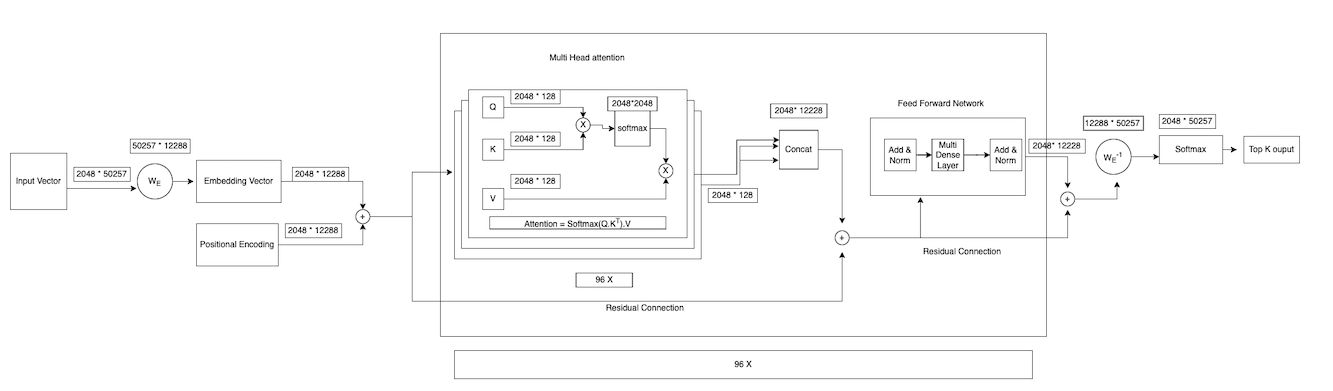 Multi Head attention
Q
2048 * 128
X
2048*2048
softmax
K
2048 * 128
X
V
2048 * 128
Attention = Softmax(Q.K^T).V
2048 * 128
2048* 12228
Concat
96 X
Residual Connection
+
Input Vector
2048 * 50257
50257 * 12288
W_E
Embedding Vector
2048 * 12288
Positional Encoding
2048 * 12288
+
Feed Forward Network
Add &
Norm
Multi
Dense
Layer
Add &
Norm
2048* 12228
Residual Connection
+
12288 * 50257
W_E^-1
2048 * 50257
Softmax
Top K ouput
96 X